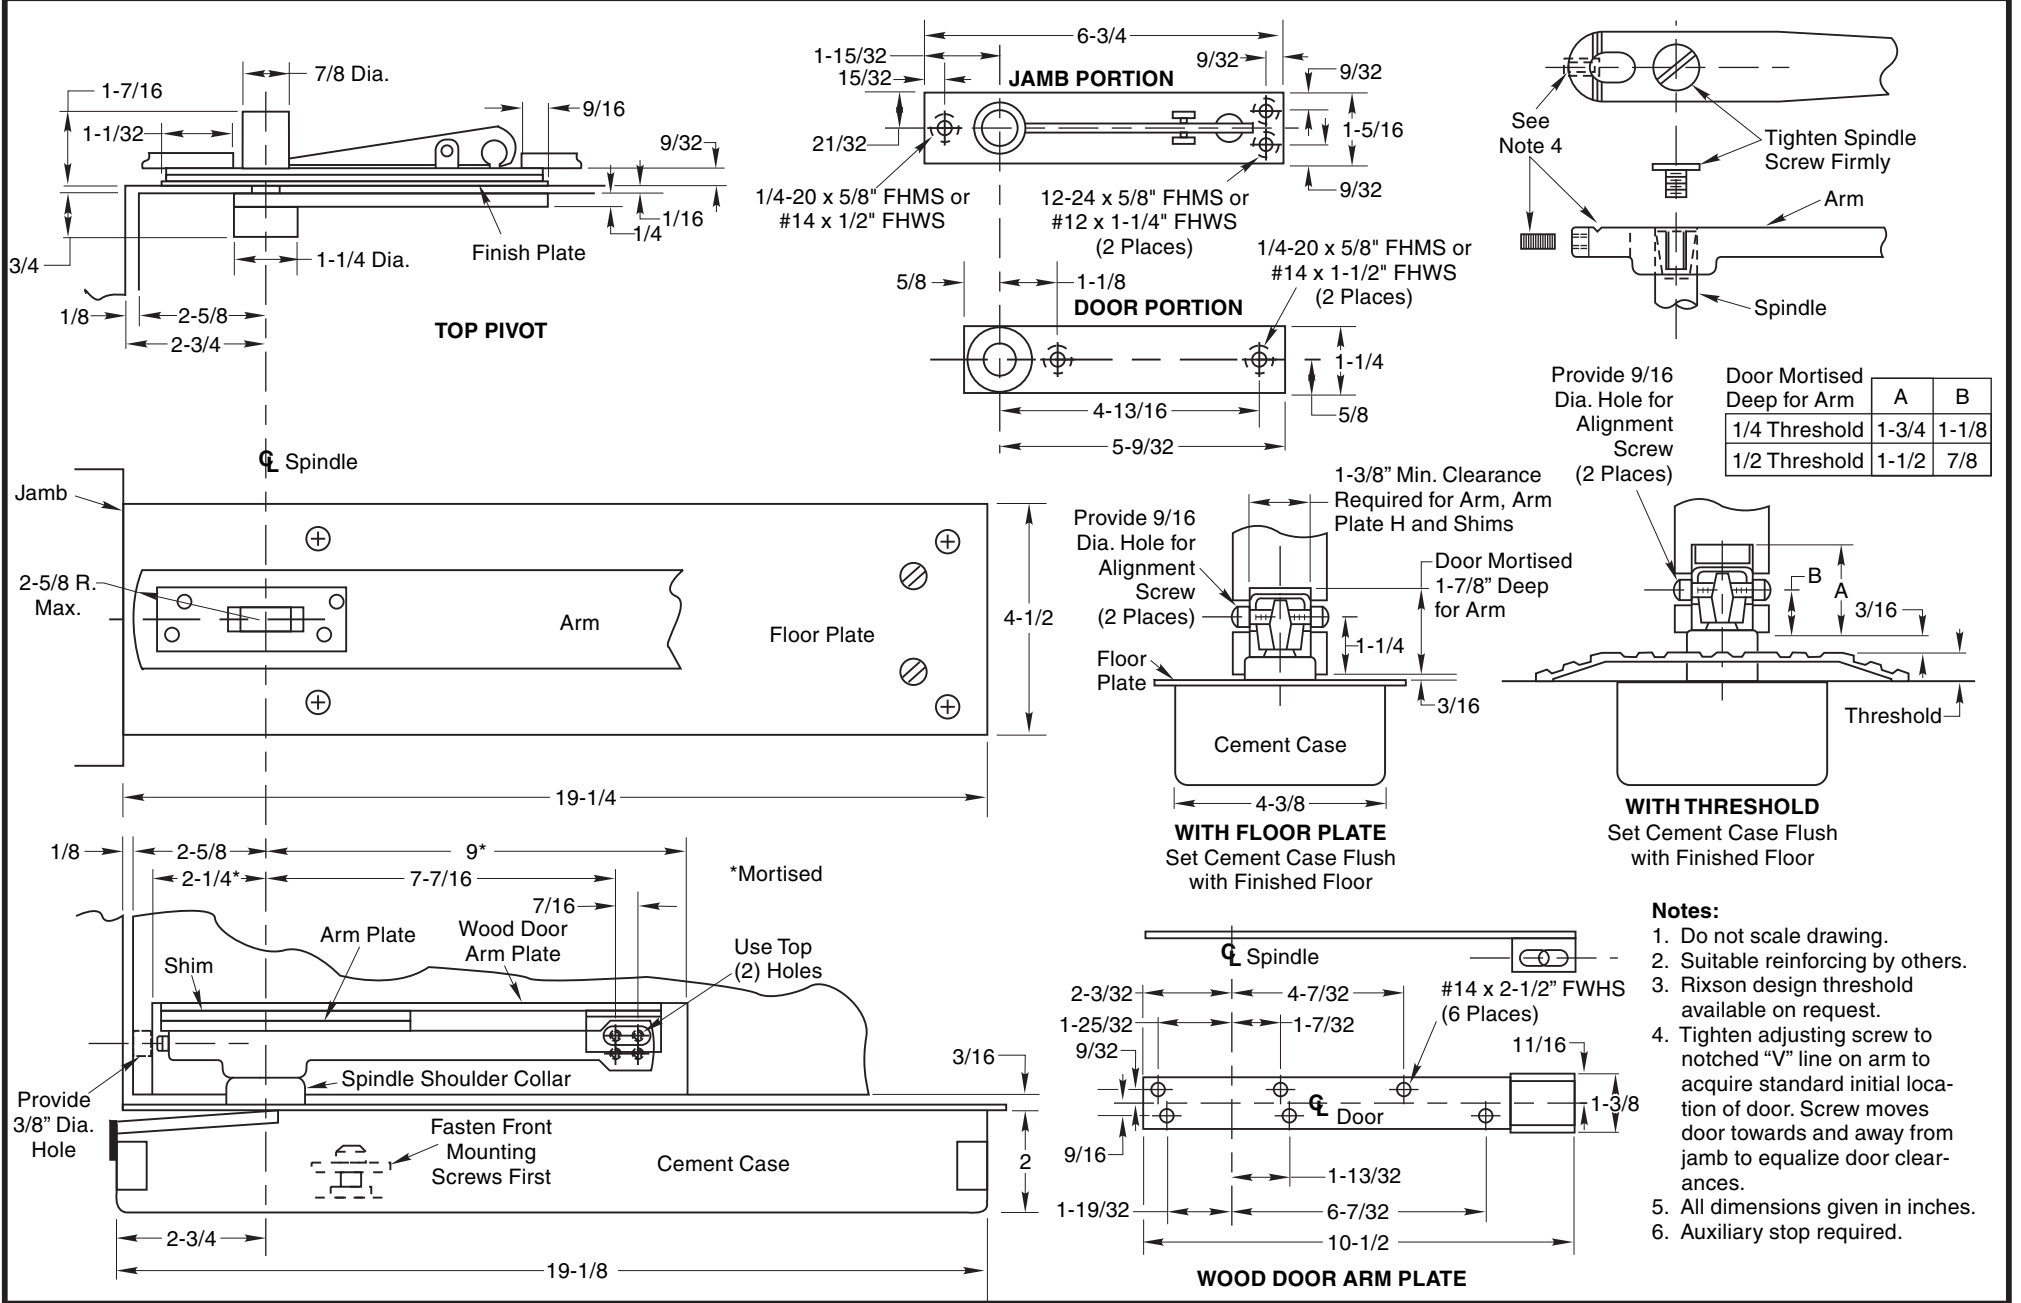 1-7/16
7/8 Dia.
1-1/32
9/16
9/32
1/16
1/4
3/4
1-1/4 Dia.
Finish Plate
1/8
2-5/8
2-3/4
TOP PIVOT
6-3/4
1-15/32
15/32
9/32
9/32
JAMB PORTION
21/32
1-5/16
9/32
1/4-20 x 5/8" FHMS or
#14 x 1/2" FHWS
12-24 x 5/8" FHMS or
#12 x 1-1/4" FHWS
(2 Places)
1/4-20 x 5/8" FHMS or
#14 x 1-1/2" FHWS
(2 Places)
5/8
1-1/8
DOOR PORTION
1-1/4
4-13/16
5/8
5-9/32
See
Note 4
Tighten Spindle
Screw Firmly
Arm
Spindle
Provide 9/16
Dia. Hole for
Alignment
Screw
(2 Places)
Door Mortised
Deep for Arm
A
B
1/4 Threshold
1-3/4
1-1/8
1/2 Threshold
1-1/2
7/8
CL Spindle
Jamb
2-5/8 R.
Max.
Arm
Floor Plate
4-1/2
19-1/4
1-3/8” Min. Clearance
Required for Arm, Arm
Plate H and Shims
Provide 9/16
Dia. Hole for
Alignment
Screw
(2 Places)
Door Mortised
1-7/8” Deep
for Arm
1-1/4
Floor
Plate
3/16
Cement Case
4-3/8
WITH FLOOR PLATE
Set Cement Case Flush
with Finished Floor
B
A
3/16
Threshold
WITH THRESHOLD
Set Cement Case Flush
with Finished Floor
1/8
2-5/8
9*
2-1/4*
7-7/16
*Mortised
7/16
Arm Plate
Wood Door
Arm Plate
Use Top
(2) Holes
Shim
3/16
Spindle Shoulder Collar
Provide
3/8” Dia.
Hole
Fasten Front
Mounting
Screws First
Cement Case
2
2-3/4
19-1/8
CL Spindle
2-3/32
4-7/32
#14 x 2-1/2” FWHS
(6 Places)
1-25/32
1-7/32
9/32
11/16
CL Door
1-3/8
9/16
1-13/32
1-19/32
6-7/32
10-1/2
WOOD DOOR ARM PLATE
Notes:
1. Do not scale drawing.
2. Suitable reinforcing by others.
3. Rixson design threshold
available on request.
4. Tighten adjusting screw to
notched “V” line on arm to
acquire standard initial loca-
tion of door. Screw moves
door towards and away from
jamb to equalize door clear-
ances.
5. All dimensions given in inches.
6. Auxiliary stop required.